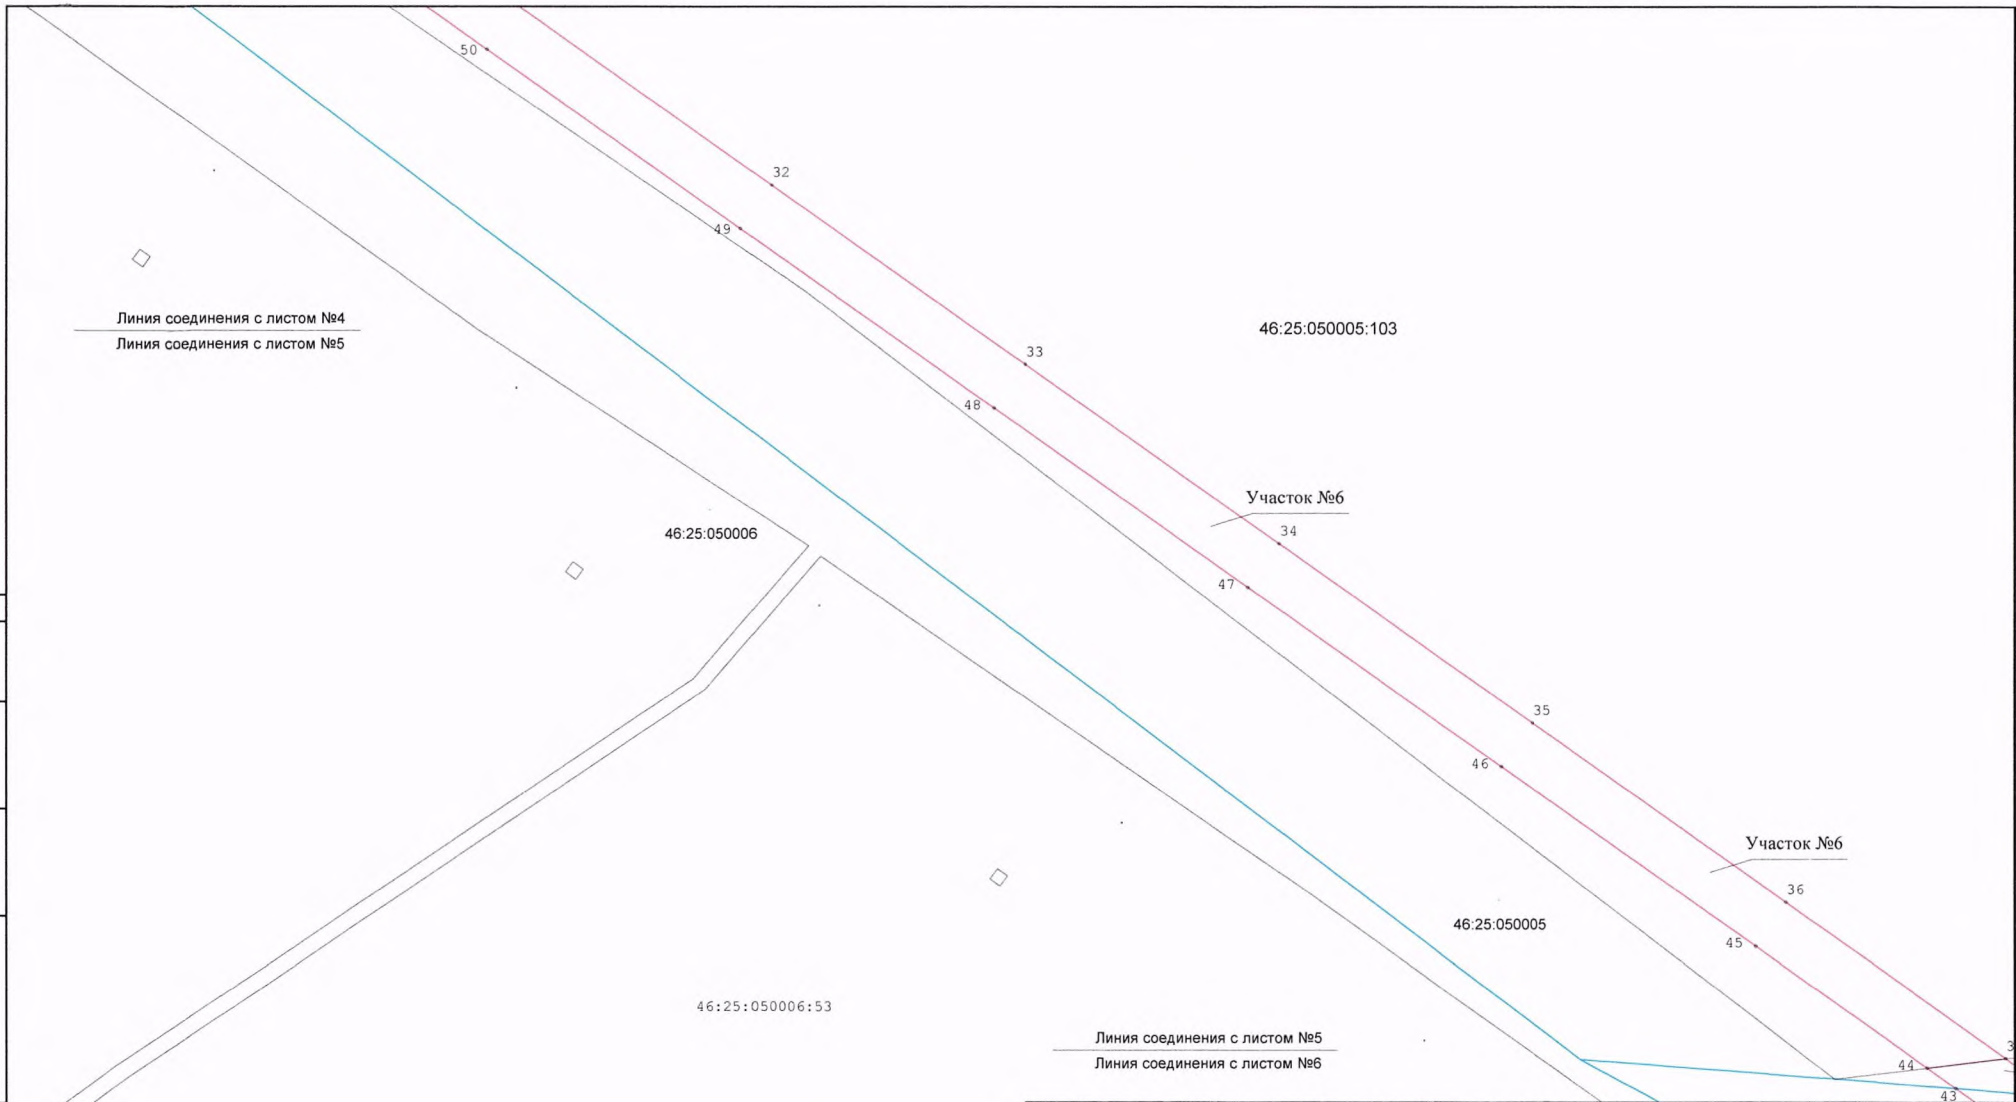 50
32
49
Линия соединения с листом №4
Линия соединения с листом №5
46:25:050005:103
33
48
Участок №6
34
46:25:050006
47
35
46
Участок №6
36
46:25:050005
45
46:25:050006:53
Линия соединения с листом №5
Линия соединения с листом №6
44
43